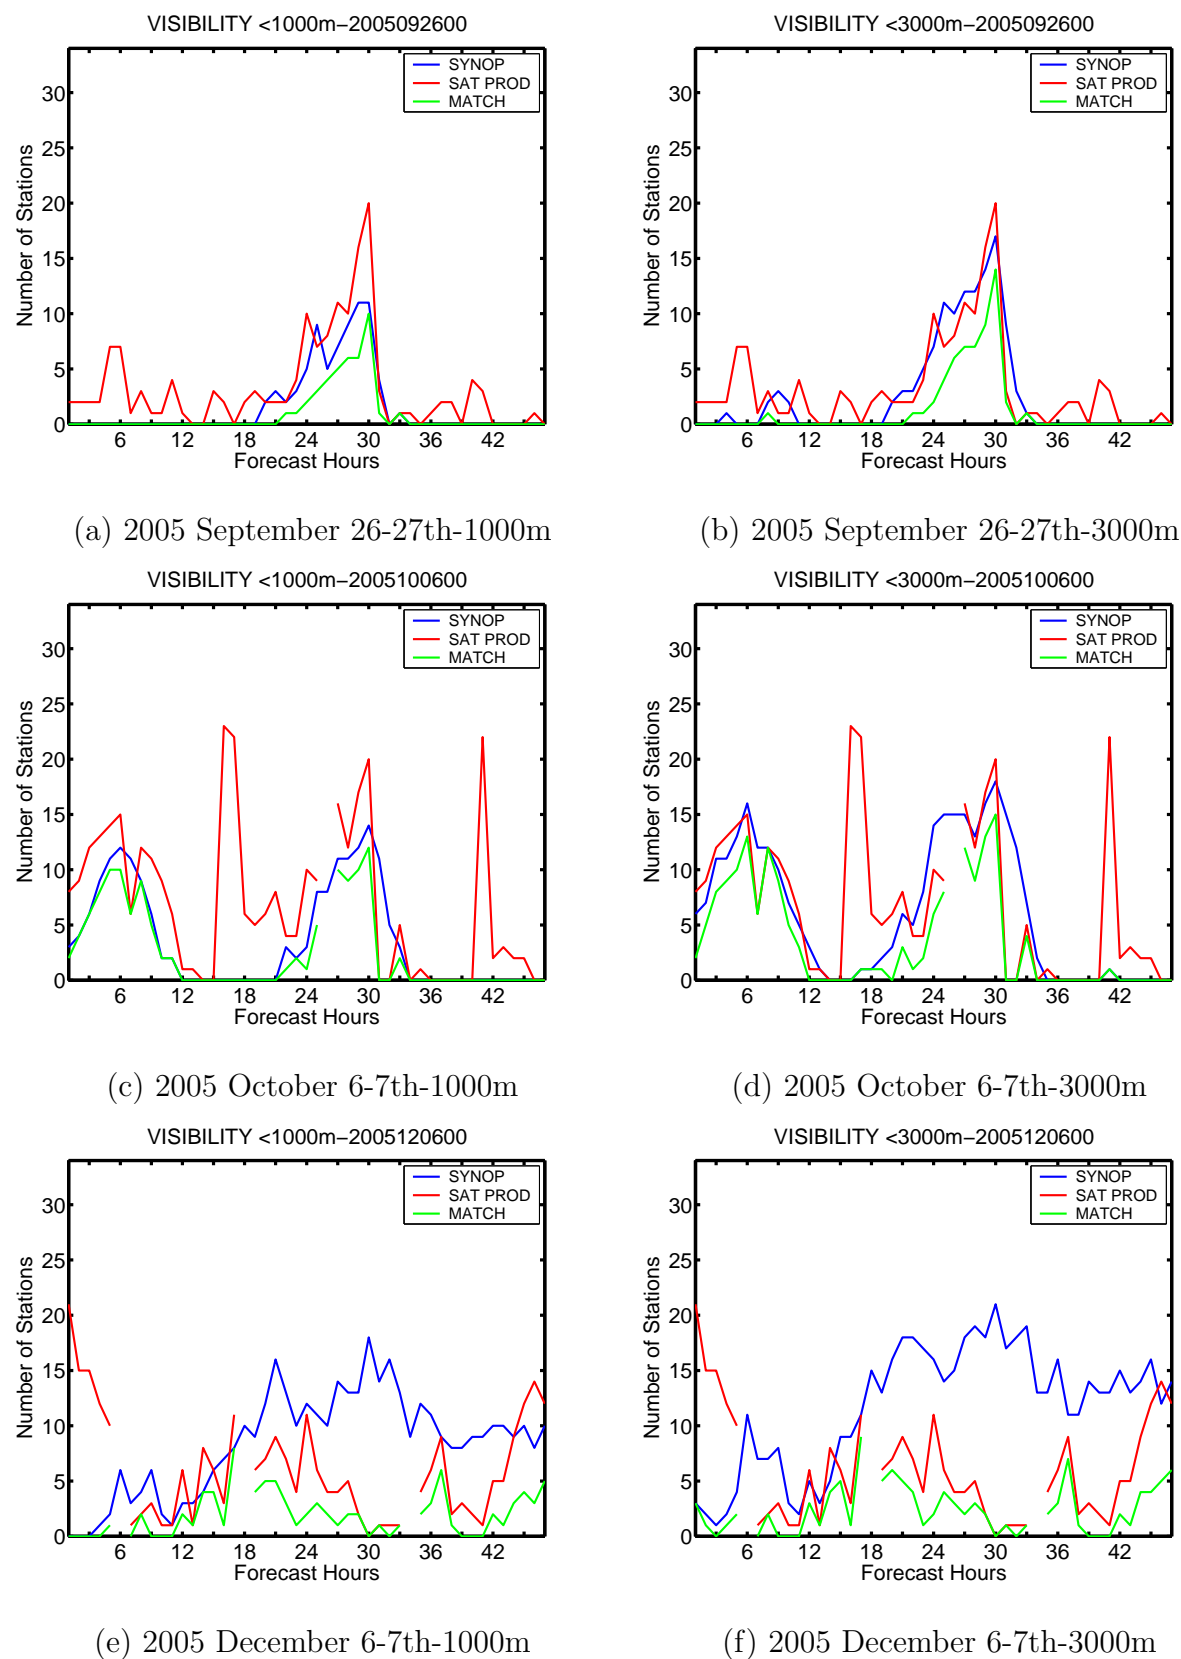 VISIBILITY <1000m−2005092600
SYNOP
SAT PROD
MATCH
Number of Stations
30
25
20
15
10
5
0
6 12 18 24 30 36 42
Forecast Hours
(a) 2005 September 26-27th-1000m
VISIBILITY <3000m−2005092600
SYNOP
SAT PROD
MATCH
Number of Stations
30
25
20
15
10
5
0
6 12 18 24 30 36 42
Forecast Hours
(b) 2005 September 26-27th-3000m
VISIBILITY <1000m−2005100600
SYNOP
SAT PROD
MATCH
Number of Stations
30
25
20
15
10
5
0
6 12 18 24 30 36 42
Forecast Hours
(c) 2005 October 6-7th-1000m
VISIBILITY <3000m−2005100600
SYNOP
SAT PROD
MATCH
Number of Stations
30
25
20
15
10
5
0
6 12 18 24 30 36 42
Forecast Hours
(d) 2005 October 6-7th-3000m
VISIBILITY <1000m−2005120600
SYNOP
SAT PROD
MATCH
Number of Stations
30
25
20
15
10
5
0
6 12 18 24 30 36 42
Forecast Hours
(e) 2005 December 6-7th-1000m
VISIBILITY <3000m−2005120600
SYNOP
SAT PROD
MATCH
Number of Stations
30
25
20
15
10
5
0
6 12 18 24 30 36 42
Forecast Hours
(f) 2005 December 6-7th-3000m